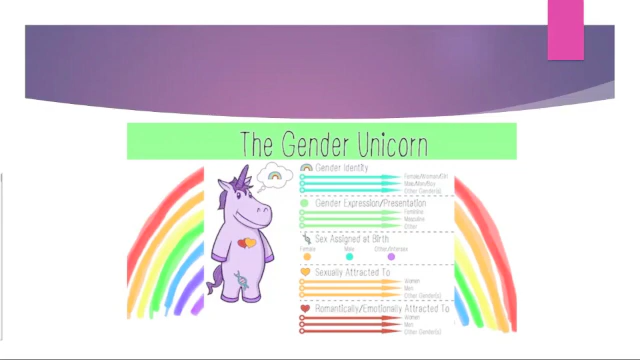 The Gender Unicorn
Gender Identity
Female/Woman/Girl
Male/Man/Boy
Other Gender(s)
Gender Expression/Presentation
Feminine
Masculine
Other
Sex Assigned at Birth
Female Male Other/Intersex
Sexually Attracted To
Women
Men
Other Gender(s)
Romantically/Emotionally Attracted To
Women
Men
Other Gender(s)